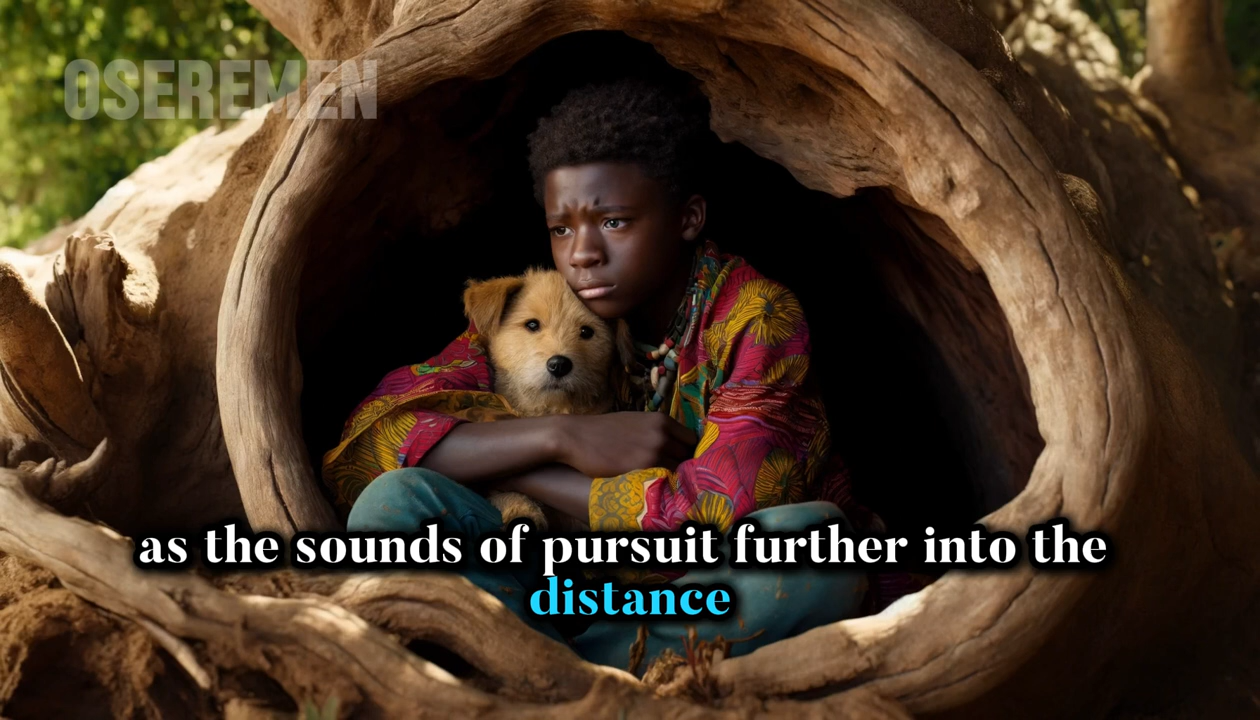 OSEREMEN
as the sounds of pursuit further into the
distance